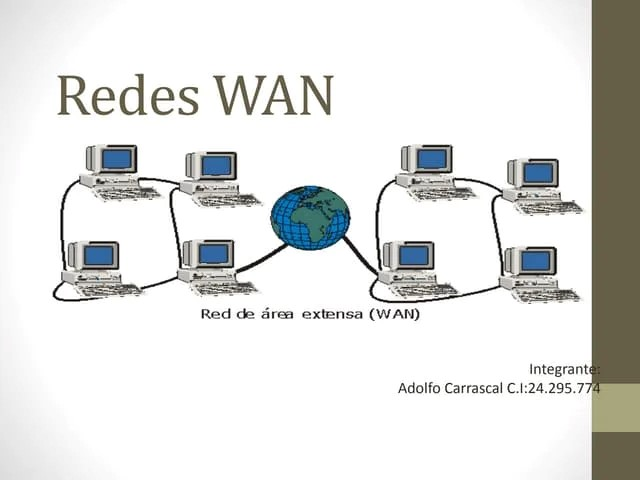 Redes WAN
Red de área extensa (WAN)
Integrante:
Adolfo Carrascal C.I:24.295.774